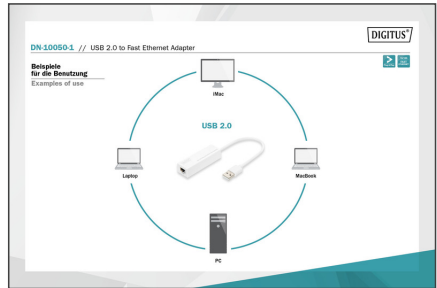 DIGITUS®
DN-10050-1 // USB 2.0 to Fast Ethernet Adapter
Beispiele
für die Benutzung
Examples of use
iMac
USB 2.0
Laptop
MacBook
PC